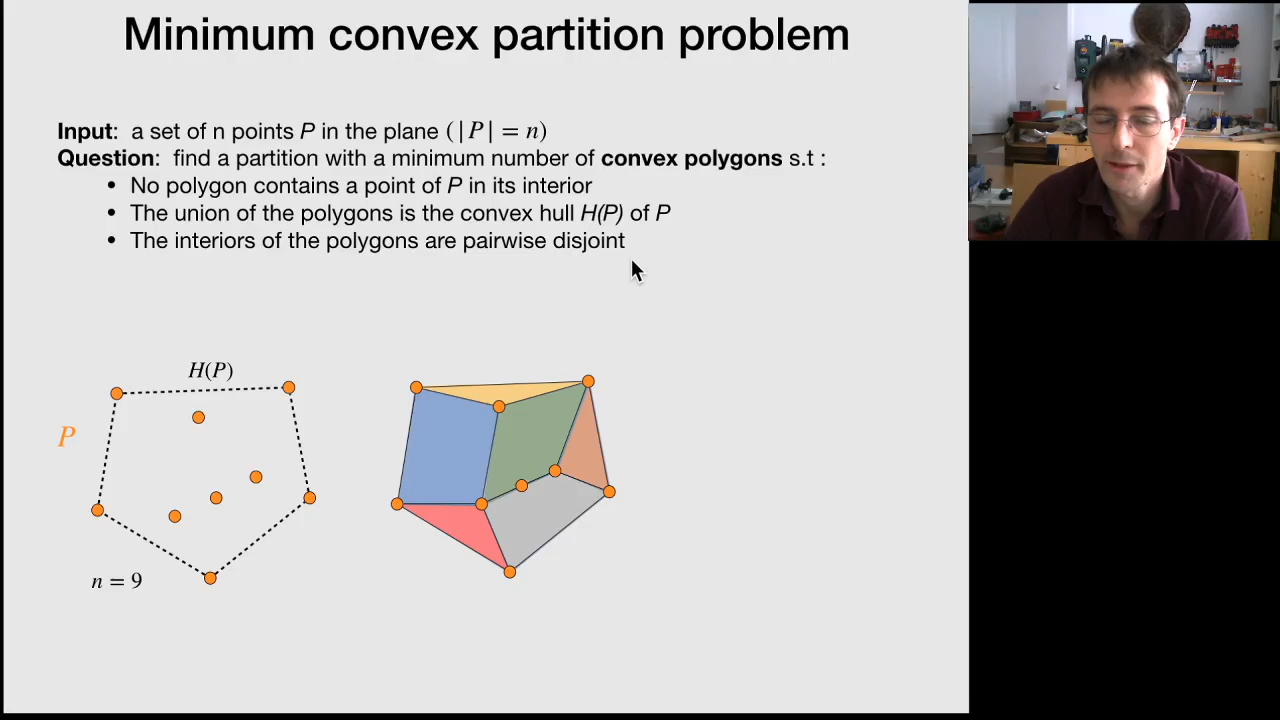 Minimum convex partition problem
Input: a set of n points P in the plane (|P| = n)
Question: find a partition with a minimum number of convex polygons s.t :
• No polygon contains a point of P in its interior
• The union of the polygons is the convex hull H(P) of P
• The interiors of the polygons are pairwise disjoint
H(P)
P
n = 9